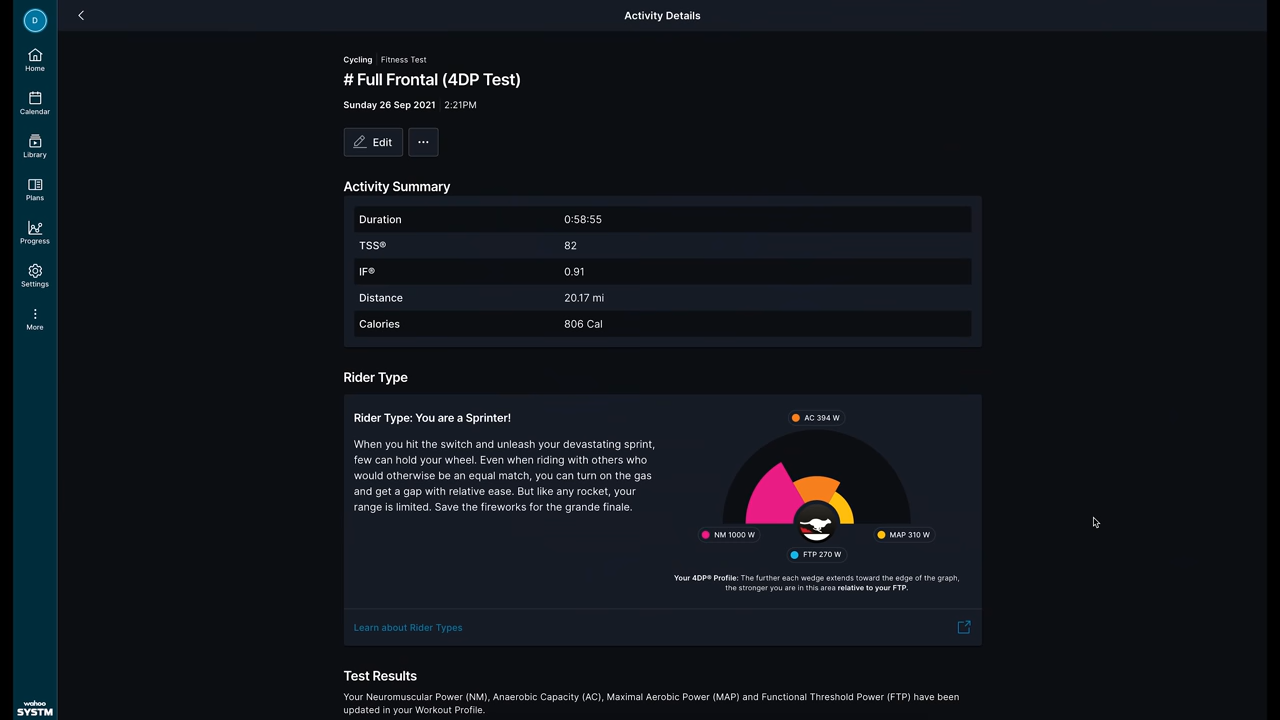 D
Activity Details
Home
Calendar
Library
Plans
Progress
Settings
More
wahoo
SYSTM
Cycling | Fitness Test
# Full Frontal (4DP Test)
Sunday 26 Sep 2021 | 2:21PM
Edit
Activity Summary
Duration 0:58:55
TSS® 82
IF® 0.91
Distance 20.17 mi
Calories 806 Cal
Rider Type
Rider Type: You are a Sprinter!
When you hit the switch and unleash your devastating sprint,
few can hold your wheel. Even when riding with others who
would otherwise be an equal match, you can turn on the gas
and get a gap with relative ease. But like any rocket, your
range is limited. Save the fireworks for the grande finale.
AC 394 W
NM 1000 W
MAP 310 W
FTP 270 W
Your 4DP® Profile: The further each wedge extends toward the edge of the graph,
the stronger you are in this area relative to your FTP.
Learn about Rider Types
Test Results
Your Neuromuscular Power (NM), Anaerobic Capacity (AC), Maximal Aerobic Power (MAP) and Functional Threshold Power (FTP) have been
updated in your Workout Profile.